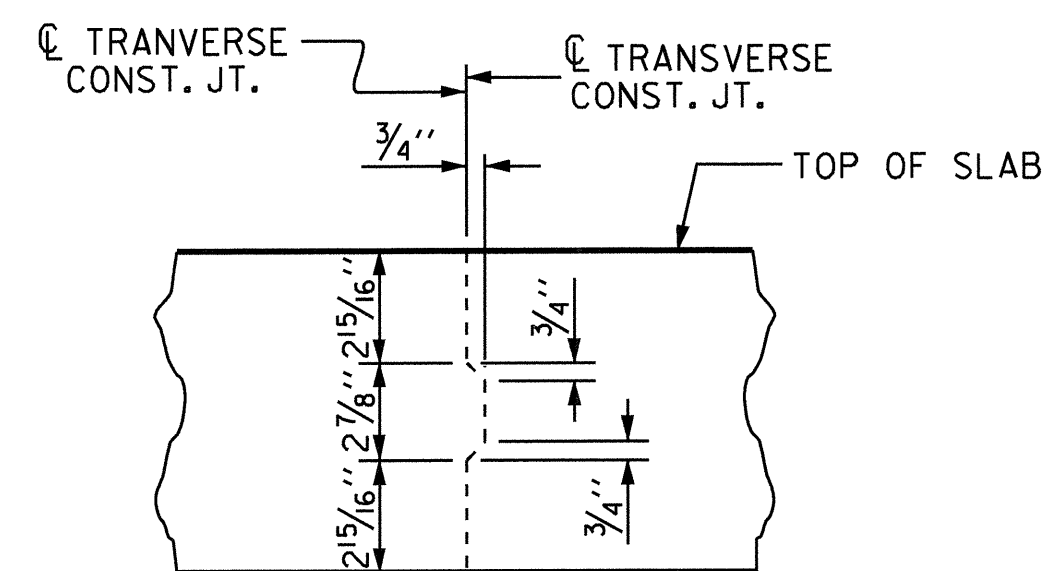 ℄ TRANVERSE
CONST. JT.
℄ TRANSVERSE
CONST. JT.
3/4''
TOP OF SLAB
2 15/16''
3/4''
2 7/8''
2 15/16''
3/4''